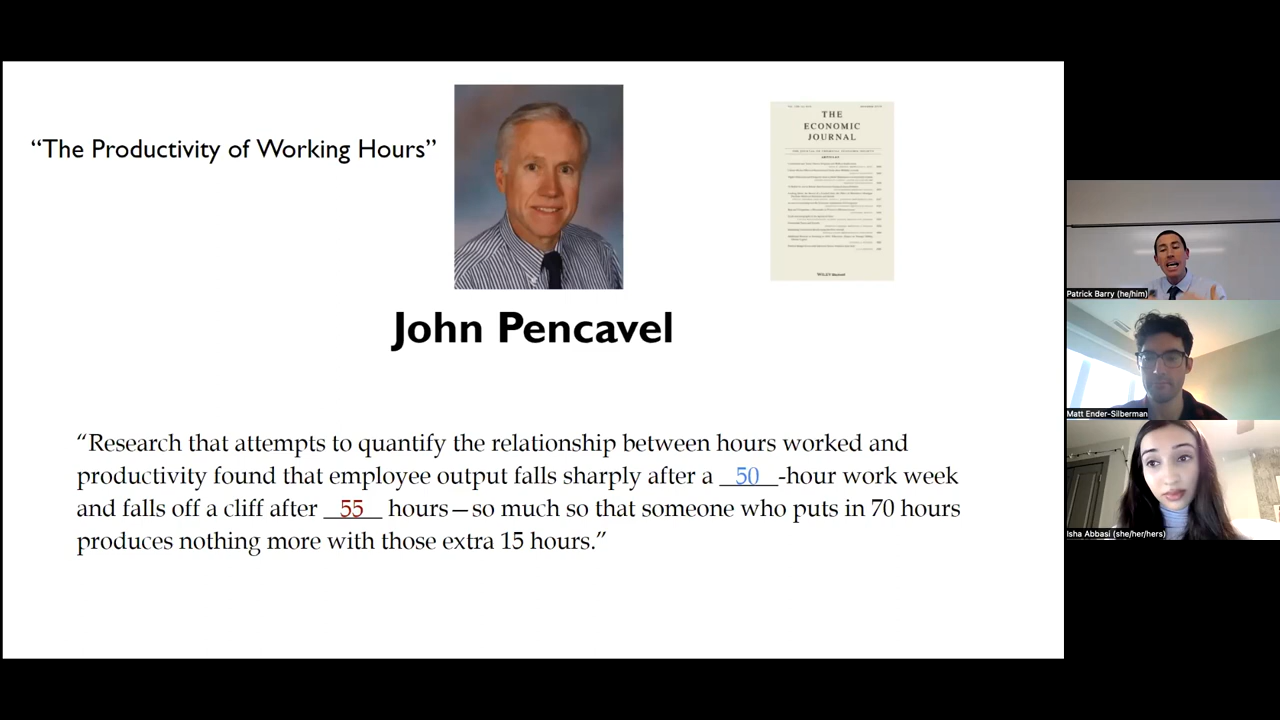 “The Productivity of Working Hours”
THE
ECONOMIC
JOURNAL
John Pencavel
“Research that attempts to quantify the relationship between hours worked and
productivity found that employee output falls sharply after a 50-hour work week
and falls off a cliff after 55 hours—so much so that someone who puts in 70 hours
produces nothing more with those extra 15 hours.”
Patrick Barry (he/him)
Matt Ender-Silberman
Isha Abbasi (she/her/hers)